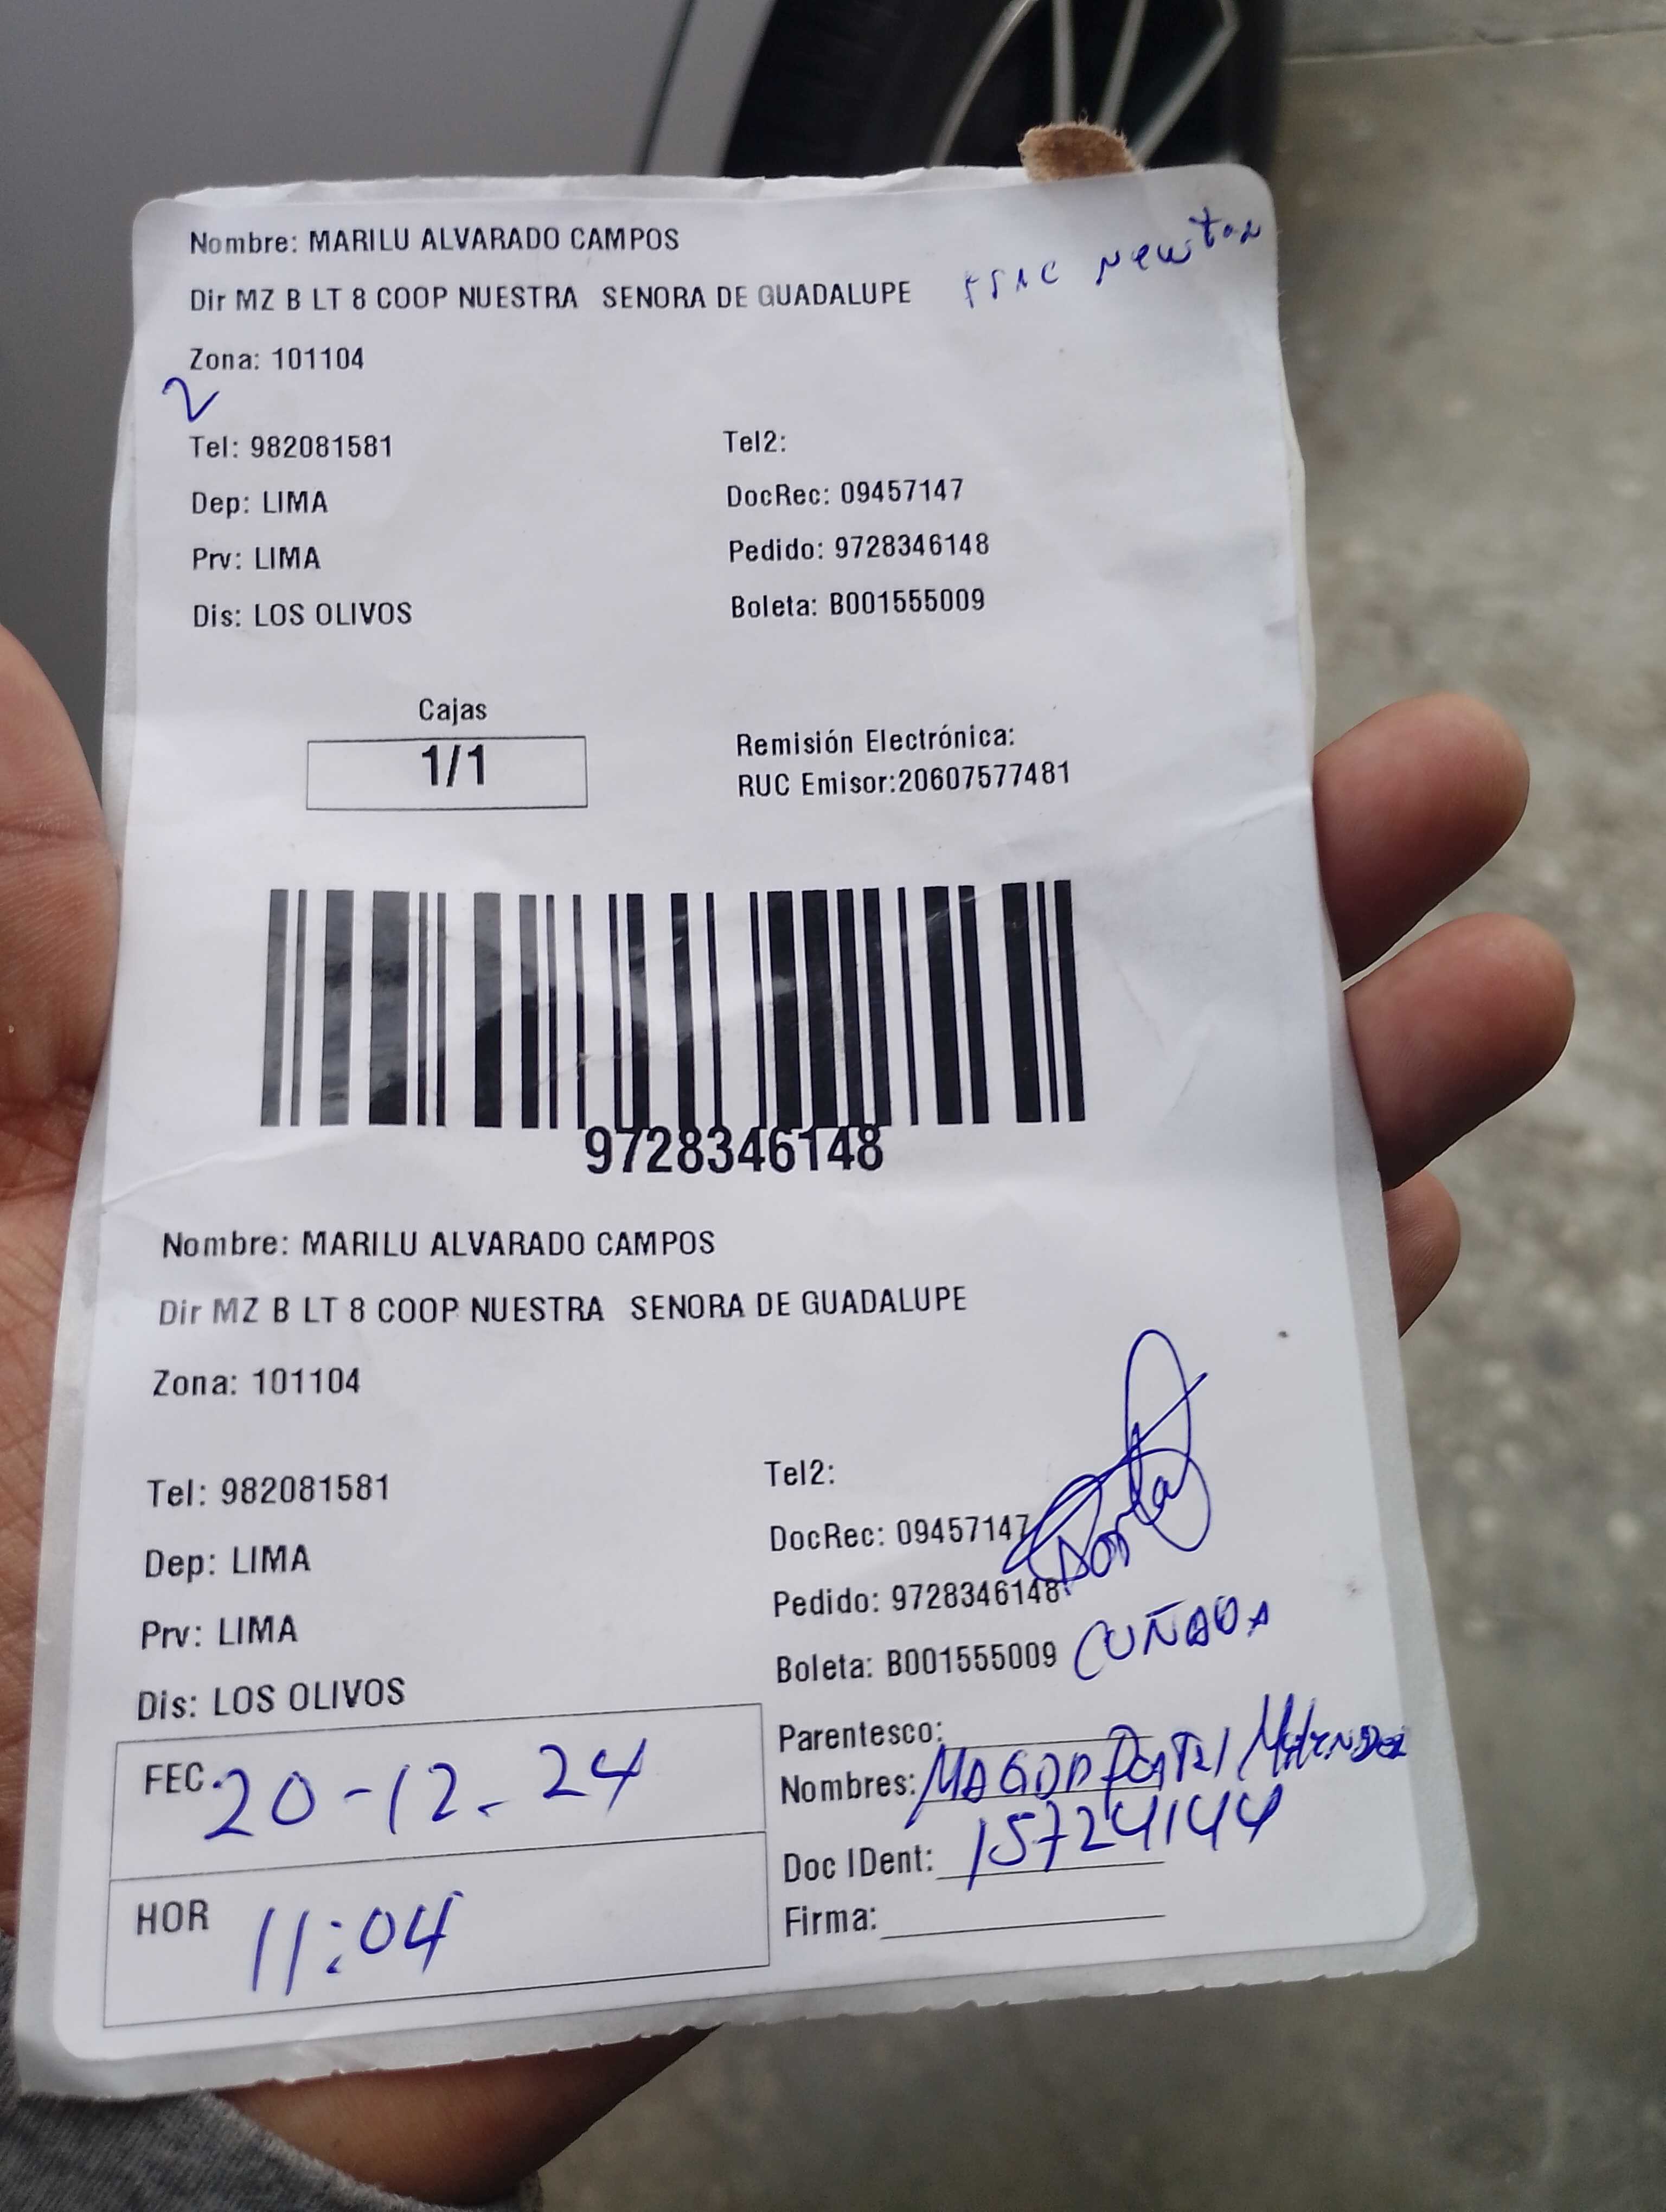 Nombre: MARILU ALVARADO CAMPOS
Dir MZ B LT 8 COOP NUESTRA SENORA DE GUADALUPE
Newton
Zona: 101104
2
Tel: 982081581
Tel2:
Dep: LIMA
DocRec: 09457147
Prv: LIMA
Pedido: 9728346148
Dis: LOS OLIVOS
Boleta: B001555009
Cajas
1/1
Remisión Electrónica:
RUC Emisor:20607577481
9728346148
Nombre: MARILU ALVARADO CAMPOS
Dir MZ B LT 8 COOP NUESTRA SENORA DE GUADALUPE
Zona: 101104
Tel: 982081581
Tel2:
Dep: LIMA
DocRec: 09457147
Prv: LIMA
Pedido: 9728346148
Dis: LOS OLIVOS
Boleta: B001555009
CUÑADA
Parentesco:
Nombres: MAGDA
Doc IDent: 15724144
Firma:
FEC. 20-12-24
HOR 11:04